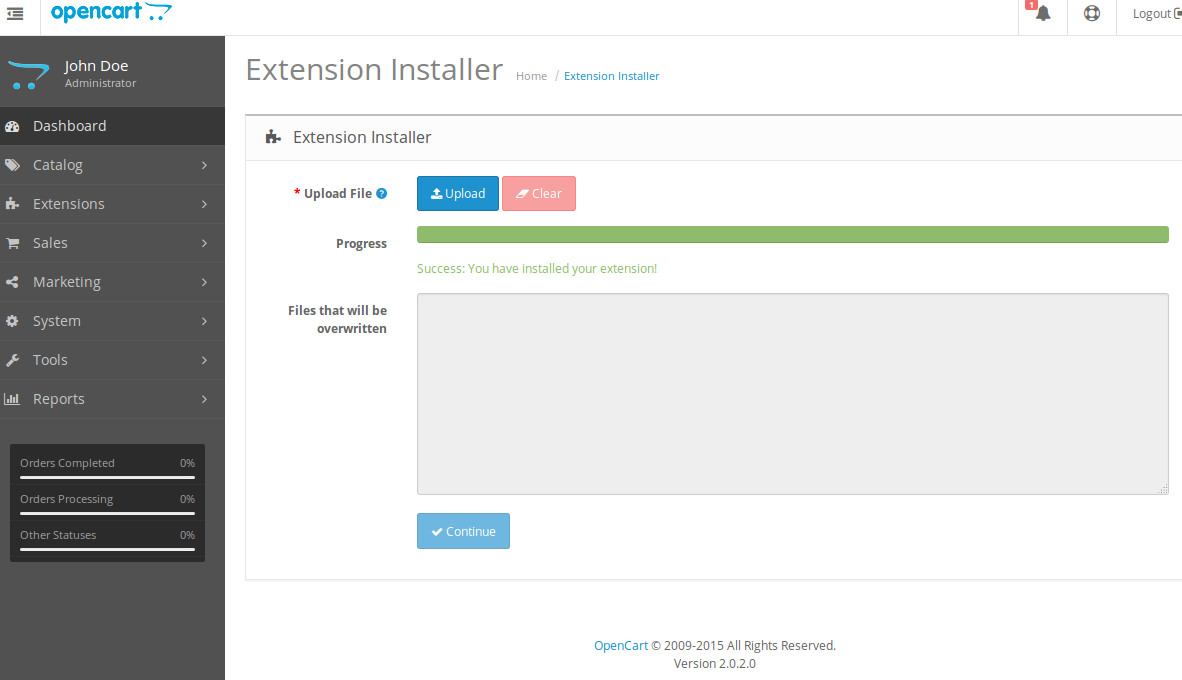 opencart
1
Logout
John Doe
Administrator
Dashboard
Catalog
Extensions
Sales
Marketing
System
Tools
Reports
Orders Completed 0%
Orders Processing 0%
Other Statuses 0%
Extension Installer Home / Extension Installer
Extension Installer
* Upload File ? Upload Clear
Progress
Success: You have installed your extension!
Files that will be
overwritten
Continue
OpenCart © 2009-2015 All Rights Reserved.
Version 2.0.2.0